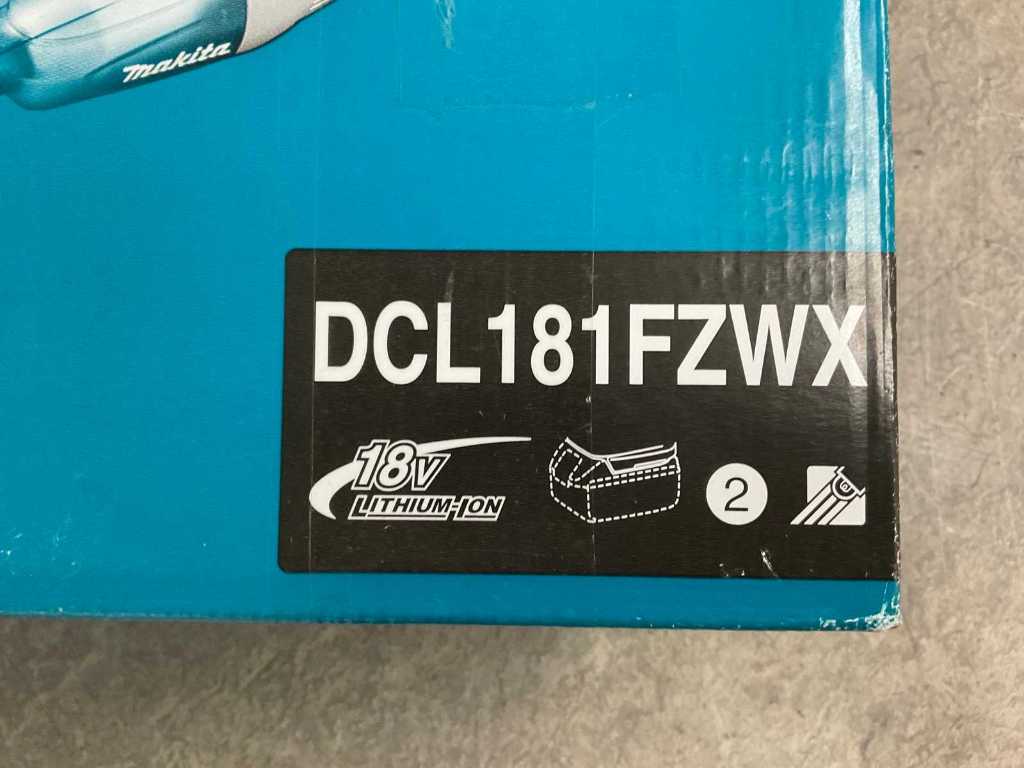 makita
DCL181FZWX
18V
LITHIUM-ION
2